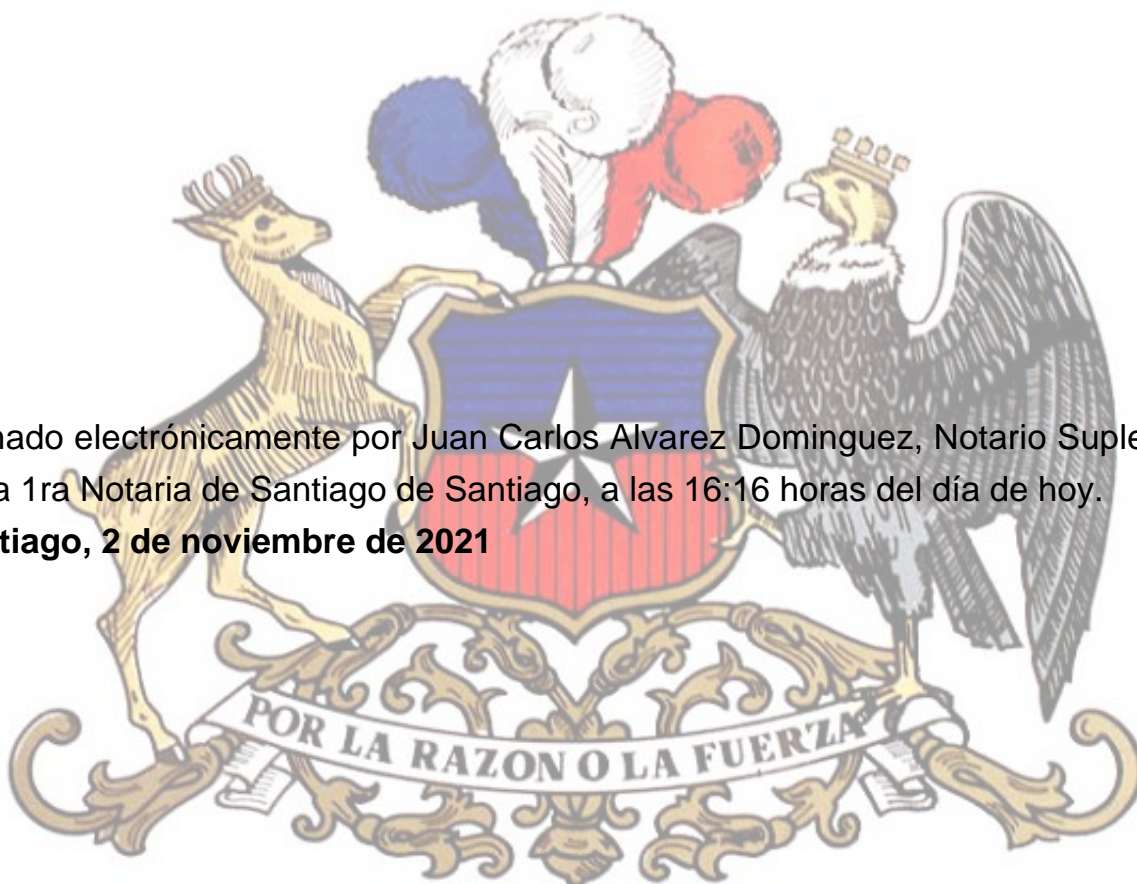 nado electrónicamente por Juan Carlos Alvarez Dominguez, Notario Suple
a 1ra Notaria de Santiago de Santiago, a las 16:16 horas del día de hoy.
tiago, 2 de noviembre de 2021
POR LA RAZON O LA FUERZA